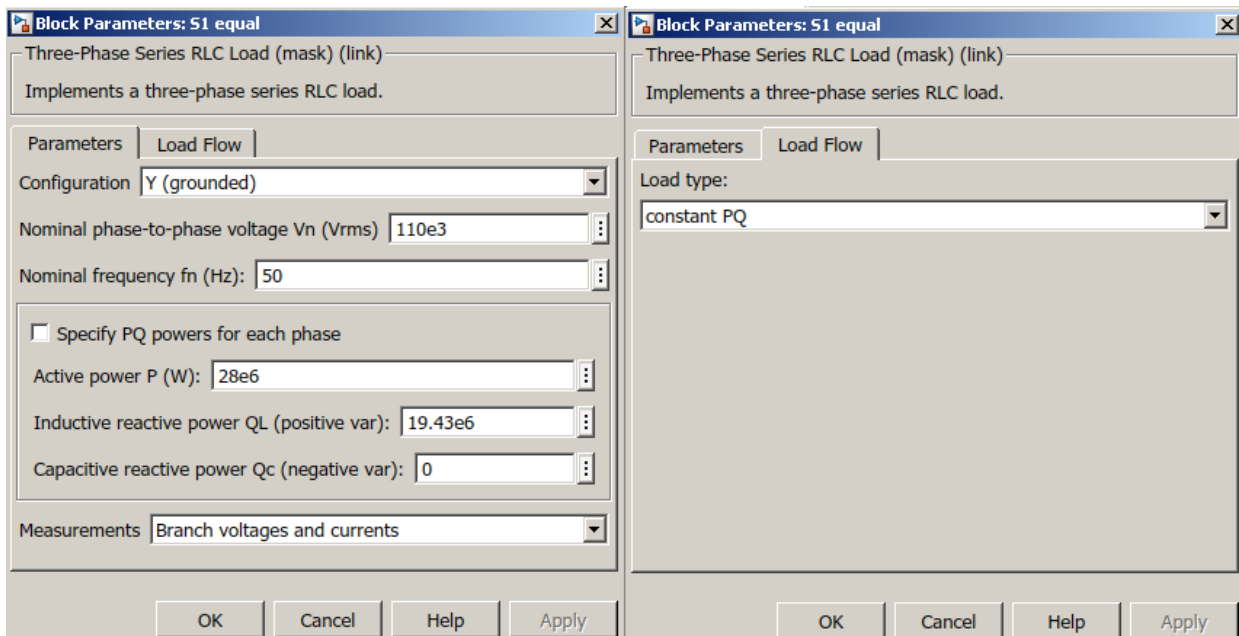 Block Parameters: S1 equal
Three-Phase Series RLC Load (mask) (link)
Implements a three-phase series RLC load.
Parameters
Load Flow
Configuration Y (grounded)
Nominal phase-to-phase voltage Vn (Vrms) 110e3
Nominal frequency fn (Hz): 50
Specify PQ powers for each phase
Active power P (W): 28e6
Inductive reactive power QL (positive var): 19.43e6
Capacitive reactive power Qc (negative var): 0
Measurements Branch voltages and currents
OK Cancel Help Apply
Block Parameters: S1 equal
Three-Phase Series RLC Load (mask) (link)
Implements a three-phase series RLC load.
Parameters
Load Flow
Load type:
constant PQ
OK Cancel Help Apply